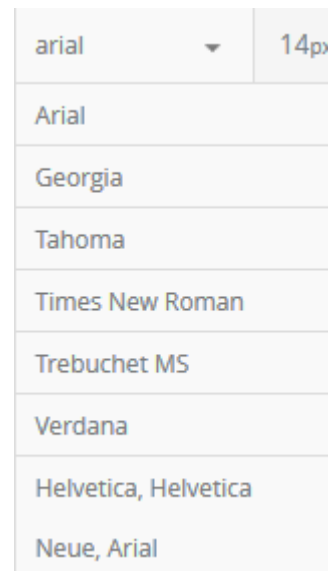 arial 14px
Arial
Georgia
Tahoma
Times New Roman
Trebuchet MS
Verdana
Helvetica, Helvetica
Neue, Arial